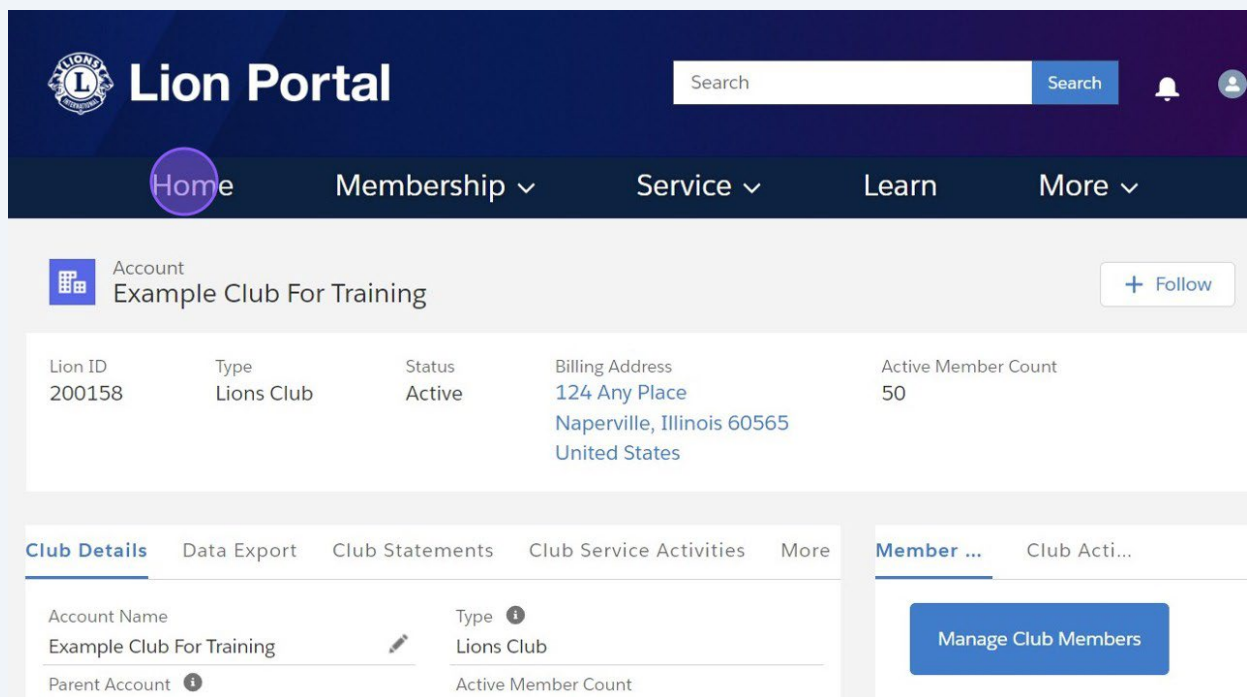 LIONS
L
INTERNATIONAL
Lion Portal
Search
Search
Home
Membership
Service
Learn
More
Account
Example Club For Training
+ Follow
Lion ID
Type
Status
Billing Address
Active Member Count
200158
Lions Club
Active
124 Any Place
50
Naperville, Illinois 60565
United States
Club Details
Data Export
Club Statements
Club Service Activities
More
Member ...
Club Acti...
Account Name
Type
Example Club For Training
Lions Club
Manage Club Members
Parent Account
Active Member Count